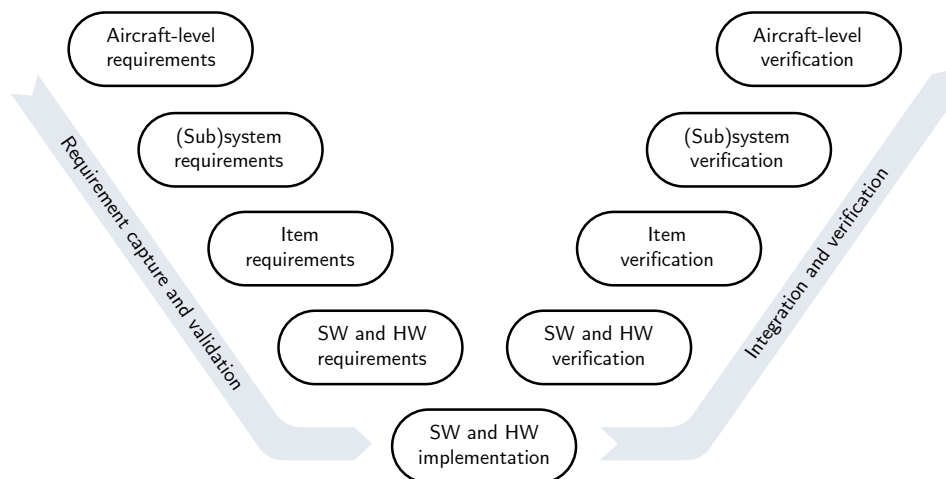 Aircraft-level
requirements
Aircraft-level
verification
(Sub)system
requirements
(Sub)system
verification
Requirement capture and validation
Integration and verification
Item
requirements
Item
verification
SW and HW
requirements
SW and HW
verification
SW and HW
implementation